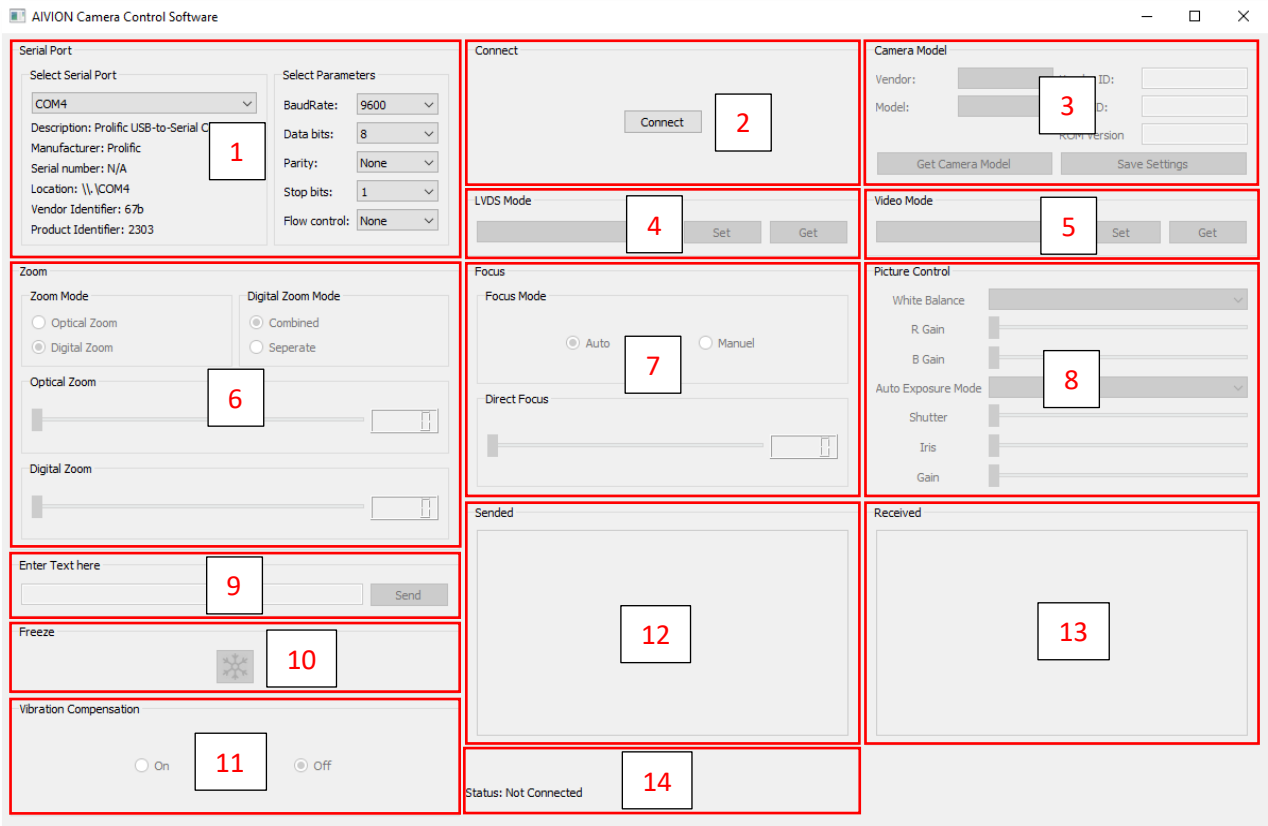 AIVION Camera Control Software
Serial Port
Select Serial Port
COM4
Description: Prolific USB-to-Serial C
Manufacturer: Prolific
Serial number: N/A
Location: \\.\COM4
Vendor Identifier: 67b
Product Identifier: 2303
1
Select Parameters
BaudRate: 9600
Data bits: 8
Parity: None
Stop bits: 1
Flow control: None
Connect
Connect
2
Camera Model
Vendor:
ID:
Model:
D:
ROM Version
3
Get Camera Model
Save Settings
LVDS Mode
4
Set
Get
Video Mode
5
Set
Get
Zoom
Zoom Mode
Optical Zoom
Digital Zoom
Digital Zoom Mode
Combined
Seperate
Optical Zoom
6
0
Digital Zoom
0
Focus
Focus Mode
Auto
Manuel
7
Direct Focus
0
Picture Control
White Balance
R Gain
B Gain
Auto Exposure Mode
8
Shutter
Iris
Gain
Enter Text here
9
Send
Freeze
10
Vibration Compensation
On
11
Off
Sended
12
Received
13
Status: Not Connected
14